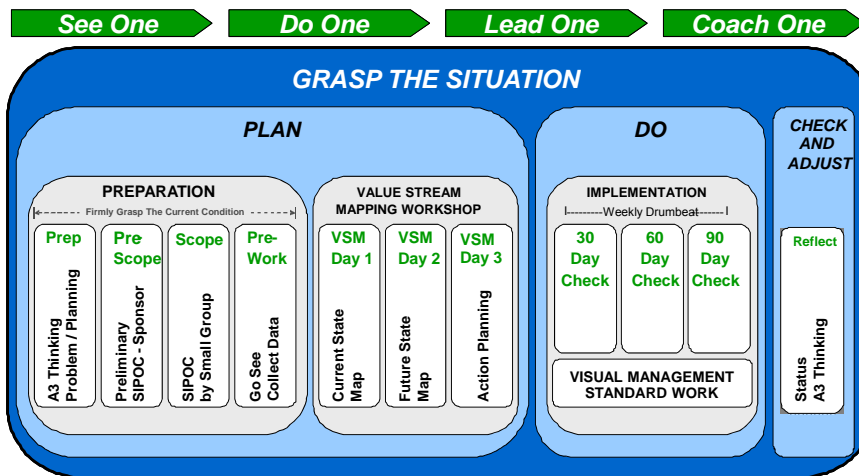 See One
Do One
Lead One
Coach One
GRASP THE SITUATION
PLAN
PREPARATION
Firmly Grasp The Current Condition
Prep
A3 Thinking
Problem / Planning
Pre
Scope
Preliminary
SIPOC - Sponsor
Scope
SIPOC
by Small Group
Pre-
Work
Go See
Collect Data
VALUE STREAM
MAPPING WORKSHOP
VSM
Day 1
Current State
Map
VSM
Day 2
Future State
Map
VSM
Day 3
Action Planning
DO
IMPLEMENTATION
I---------Weekly Drumbeat------I
30
Day
Check
60
Day
Check
90
Day
Check
VISUAL MANAGEMENT
STANDARD WORK
CHECK
AND
ADJUST
Reflect
Status
A3 Thinking